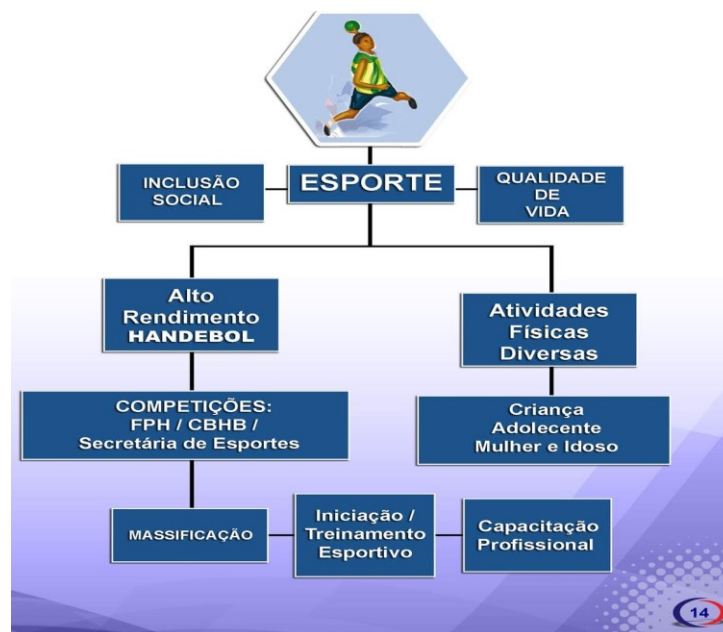 INCLUSÃO
SOCIAL
ESPORTE
QUALIDADE
DE
VIDA
Alto
Rendimento
HANDEBOL
Atividades
Físicas
Diversas
COMPETIÇÕES:
FPH / CBHB /
Secretária de Esportes
Criança
Adolecente
Mulher e Idoso
MASSIFICAÇÃO
Iniciação /
Treinamento
Esportivo
Capacitação
Profissional
14